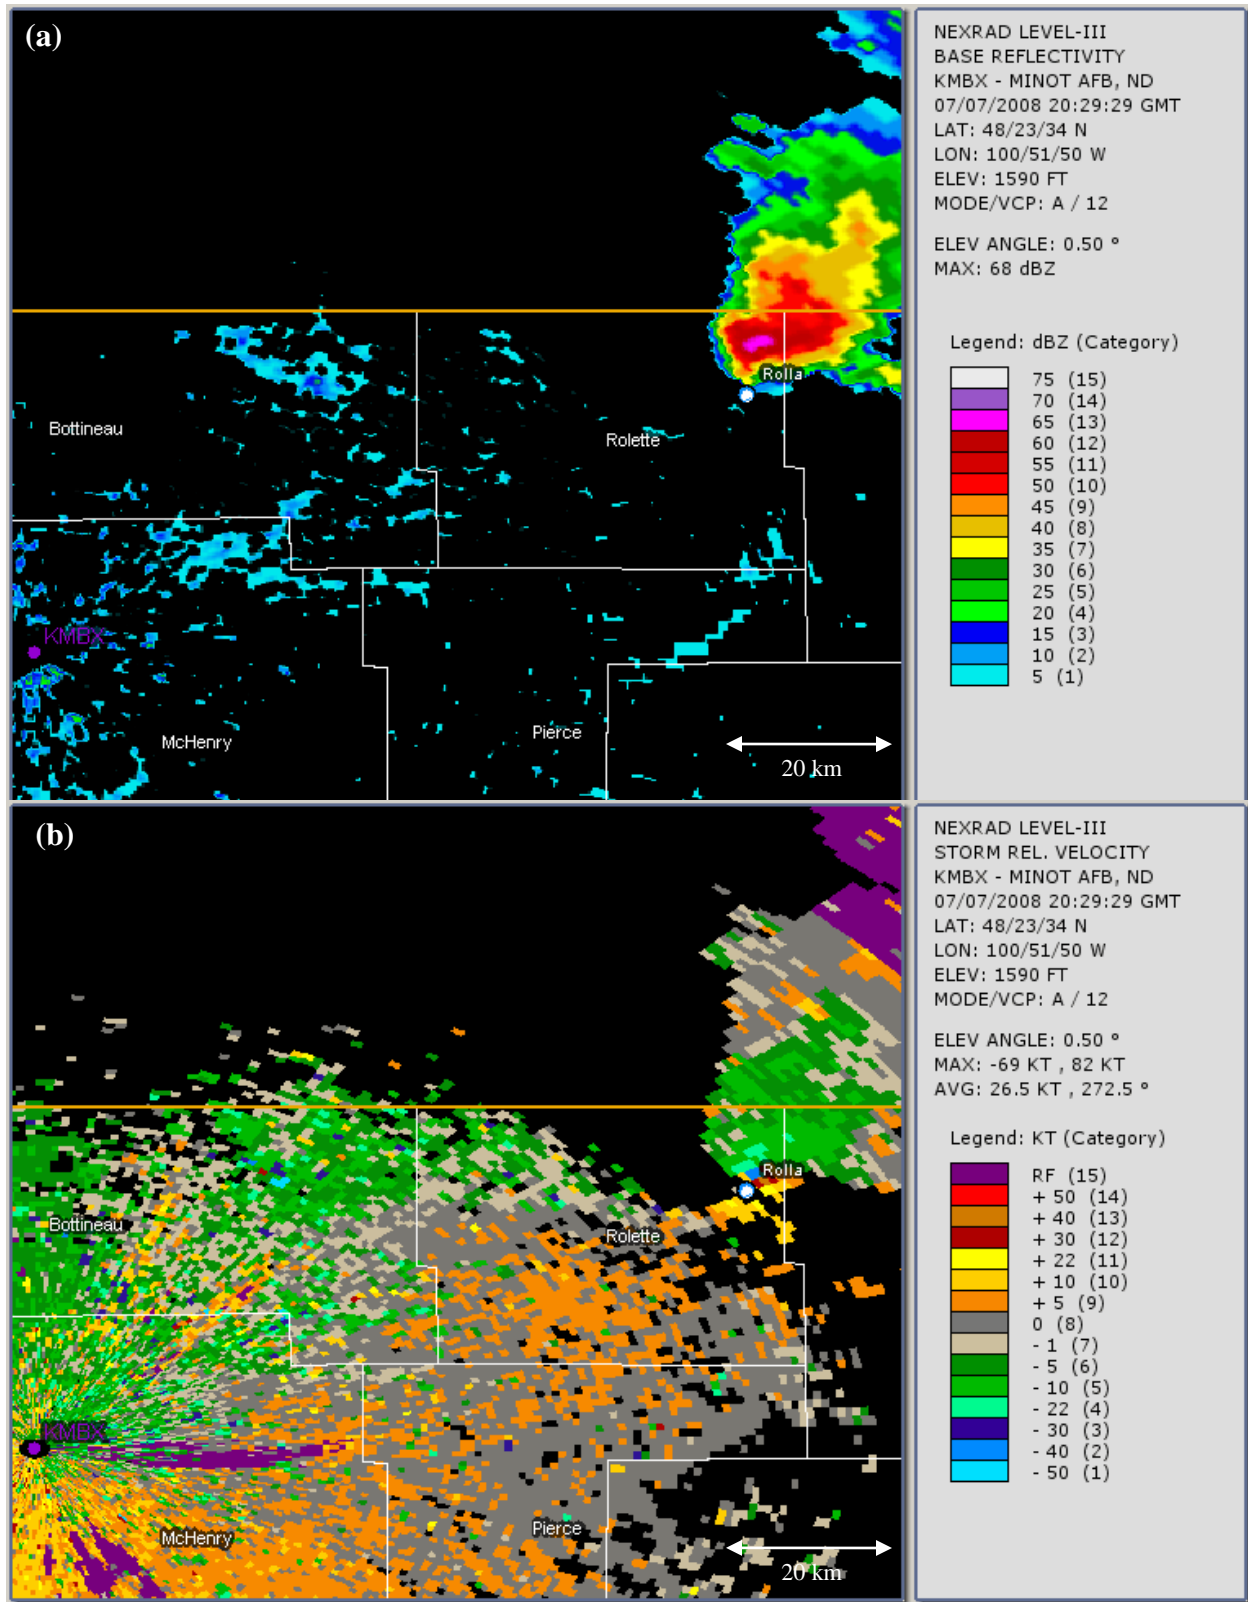 (a)
Bottineau
Rolette
Rolla
KMBX
McHenry
Pierce
20 km
NEXRAD LEVEL-III
BASE REFLECTIVITY
KMBX - MINOT AFB, ND
07/07/2008 20:29:29 GMT
LAT: 48/23/34 N
LON: 100/51/50 W
ELEV: 1590 FT
MODE/VCP: A / 12
ELEV ANGLE: 0.50 °
MAX: 68 dBZ
Legend: dBZ (Category)
75 (15)
70 (14)
65 (13)
60 (12)
55 (11)
50 (10)
45 (9)
40 (8)
35 (7)
30 (6)
25 (5)
20 (4)
15 (3)
10 (2)
5 (1)
(b)
Rolla
Bottineau
Rolette
KMBX
McHenry
Pierce
20 km
NEXRAD LEVEL-III
STORM REL. VELOCITY
KMBX - MINOT AFB, ND
07/07/2008 20:29:29 GMT
LAT: 48/23/34 N
LON: 100/51/50 W
ELEV: 1590 FT
MODE/VCP: A / 12
ELEV ANGLE: 0.50 °
MAX: -69 KT , 82 KT
AVG: 26.5 KT , 272.5 °
Legend: KT (Category)
RF (15)
+ 50 (14)
+ 40 (13)
+ 30 (12)
+ 22 (11)
+ 10 (10)
+ 5 (9)
0 (8)
- 1 (7)
- 5 (6)
- 10 (5)
- 22 (4)
- 30 (3)
- 40 (2)
- 50 (1)